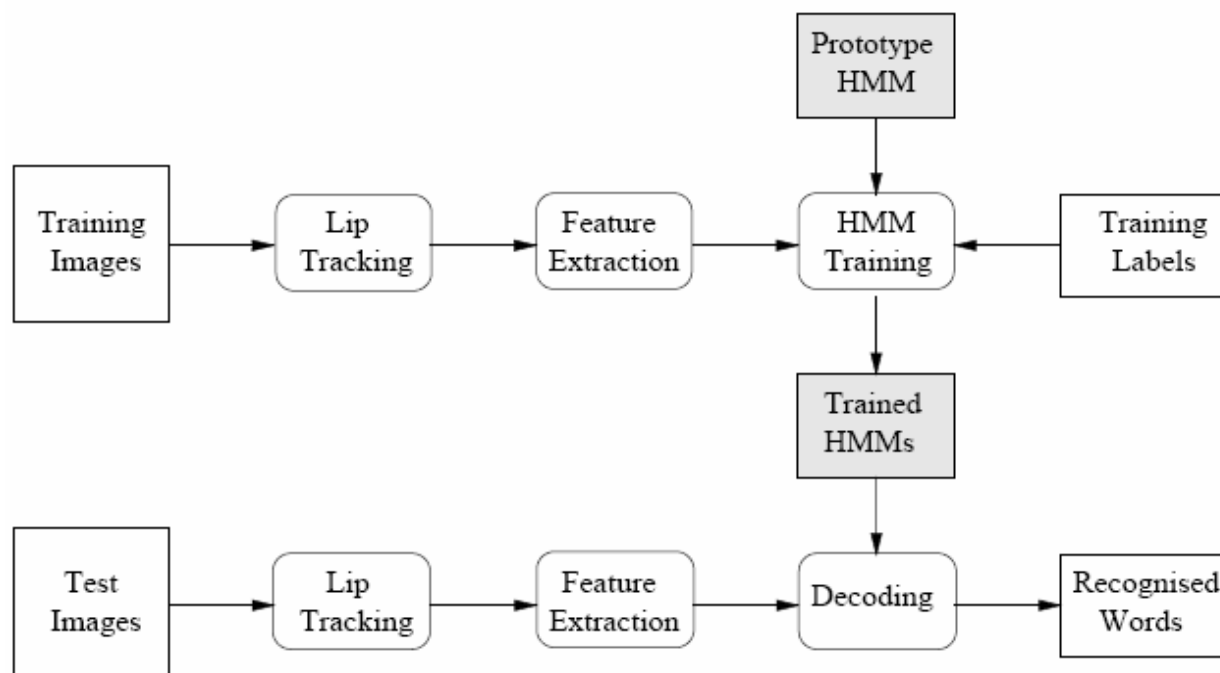 Prototype
HMM
Training
Images
Lip
Tracking
Feature
Extraction
HMM
Training
Training
Labels
Trained
HMMs
Test
Images
Lip
Tracking
Feature
Extraction
Decoding
Recognised
Words